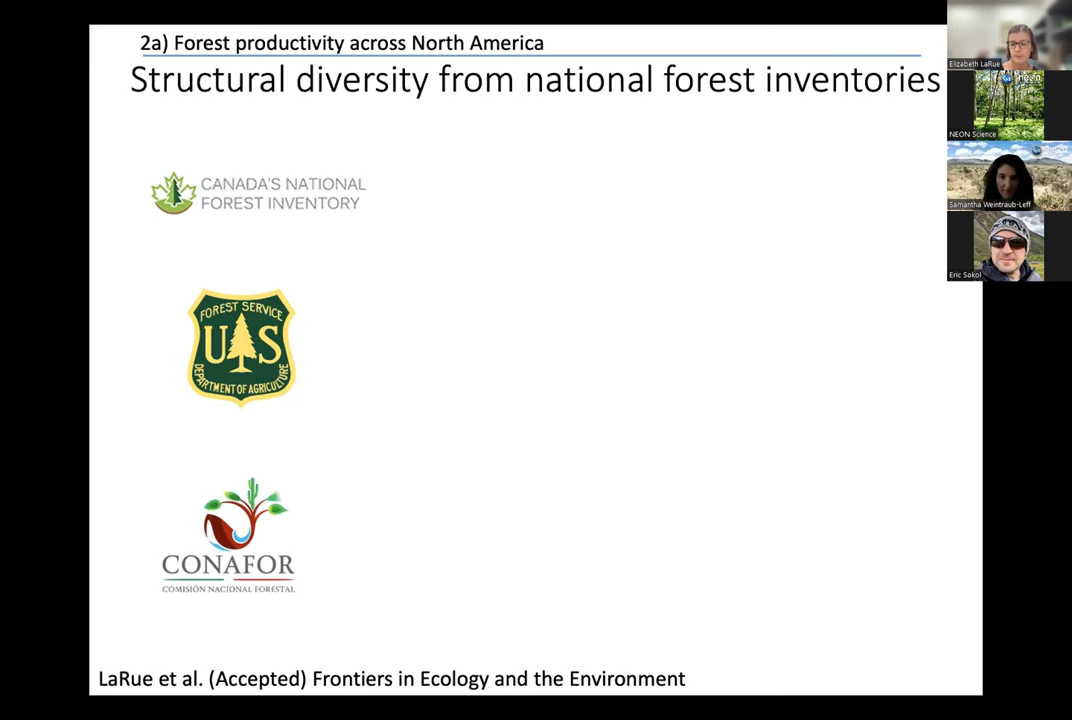 2a) Forest productivity across North America
Structural diversity from national forest inventories
CANADA'S NATIONAL
FOREST INVENTORY
FOREST SERVICE
U S
DEPARTMENT OF AGRICULTURE
CONAFOR
COMISIÓN NACIONAL FORESTAL
LaRue et al. (Accepted) Frontiers in Ecology and the Environment
Elizabeth LaRue
NEON Science
Samantha Weintraub-Leff
Eric Sokol